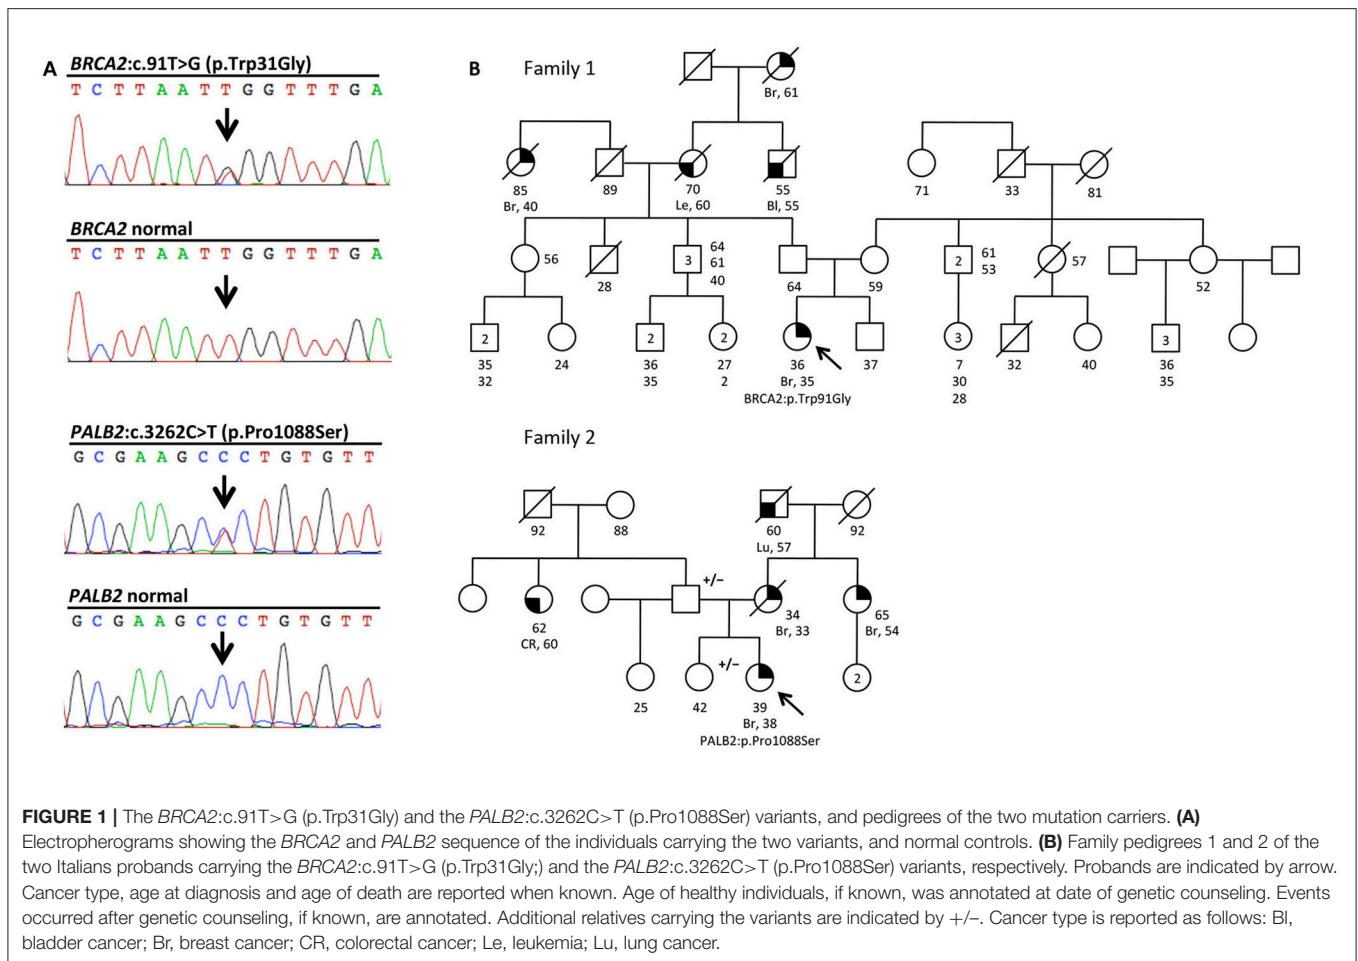 A
BRCA2:c.91T>G (p.Trp31Gly)
T C T T A A T T G G T T T G A
BRCA2 normal
T C T T A A T T G G T T T G A
PALB2:c.3262C>T (p.Pro1088Ser)
G C G A A G C C C T G T G T T
PALB2 normal
G C G A A G C C C T G T G T T
B Family 1
Br, 61
85 89 70 55 71 33 81
Br, 40 Le, 60 Bl, 55
56 28 3 64 64 59 2 61 57 52
61 53
40
2 24 2 2 36 37 3 32 40 3
35 36 27 Br, 35 7 36
32 35 2 BRCA2:p.Trp91Gly 30 35
28
Family 2
92 88 60 92
Lu, 57
+/–
62 34 65
CR, 60 Br, 33 Br, 54
+/–
25 42 39 2
Br, 38
PALB2:p.Pro1088Ser
FIGURE 1 | The BRCA2:c.91T>G (p.Trp31Gly) and the PALB2:c.3262C>T (p.Pro1088Ser) variants, and pedigrees of the two mutation carriers. (A)
Electropherograms showing the BRCA2 and PALB2 sequence of the individuals carrying the two variants, and normal controls. (B) Family pedigrees 1 and 2 of the
two Italians probands carrying the BRCA2:c.91T>G (p.Trp31Gly;) and the PALB2:c.3262C>T (p.Pro1088Ser) variants, respectively. Probands are indicated by arrow.
Cancer type, age at diagnosis and age of death are reported when known. Age of healthy individuals, if known, was annotated at date of genetic counseling. Events
occurred after genetic counseling, if known, are annotated. Additional relatives carrying the variants are indicated by +/–. Cancer type is reported as follows: Bl,
bladder cancer; Br, breast cancer; CR, colorectal cancer; Le, leukemia; Lu, lung cancer.